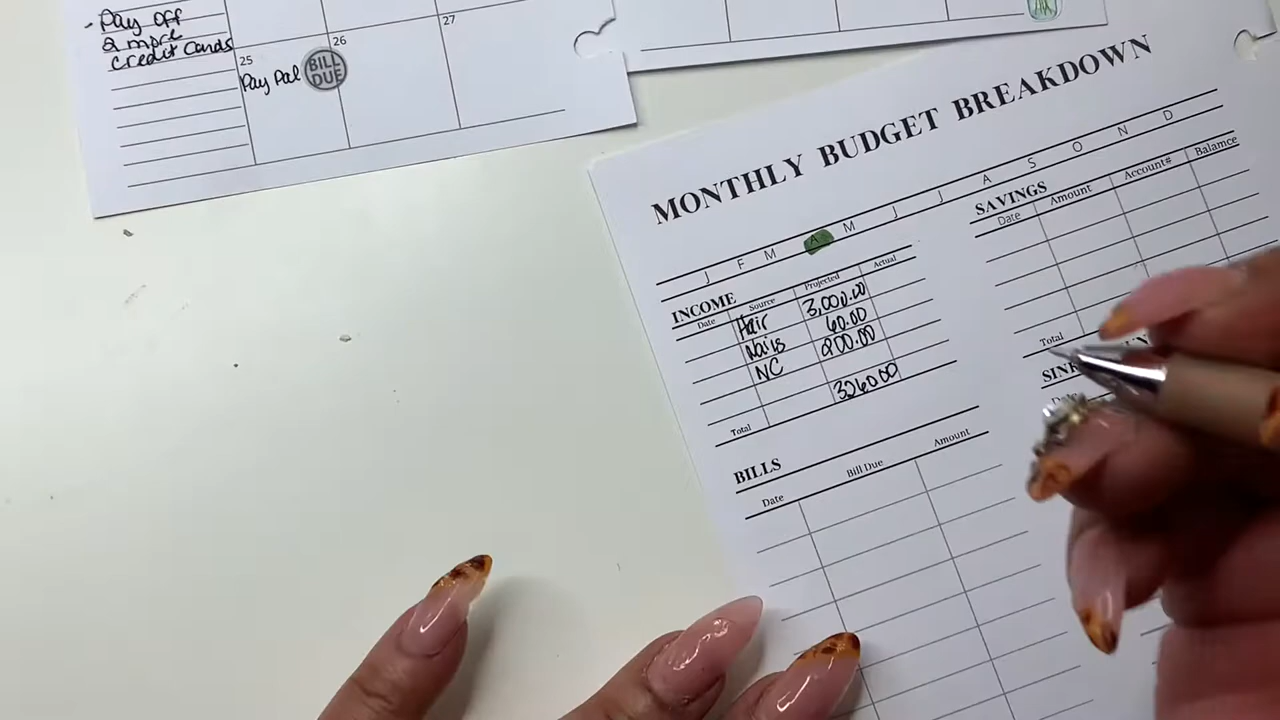 - Pay off
2 more
credit cards
25
Pay Pal
BILL
DUE
26
27
MONTHLY BUDGET BREAKDOWN
J F M A M J J A S O N D
INCOME
Date Source Projected Actual
Hair 3,000.00
Nails 60.00
NC 200.00
3260.00
Total
BILLS
Date Bill Due Amount
SAVINGS
Date Amount Account# Balance
Total